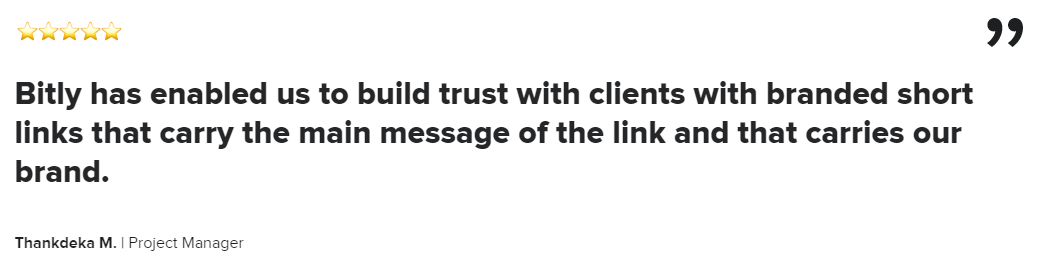 ⭐⭐⭐⭐⭐
”
Bitly has enabled us to build trust with clients with branded short
links that carry the main message of the link and that carries our
brand.
Thankdeka M. | Project Manager